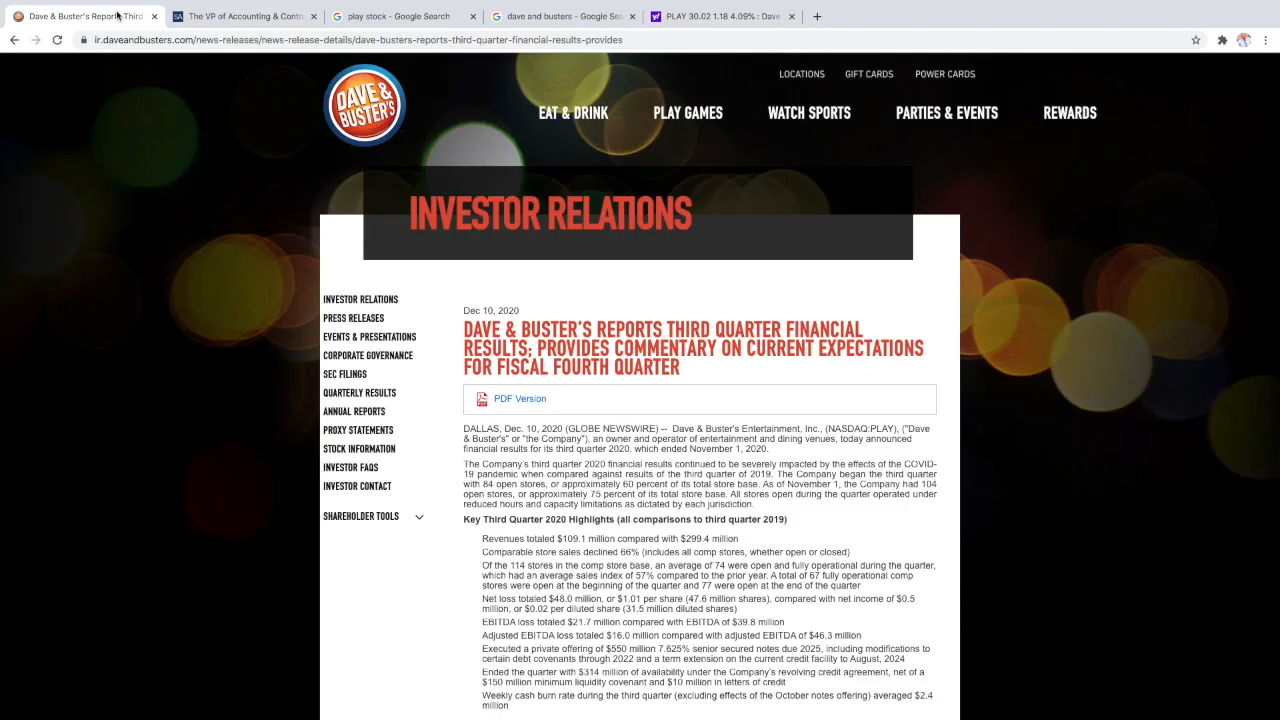 Dave & Buster's Reports Third
The VP of Accounting & Contro
play stock - Google Search
dave and busters - Google Sea
PLAY 30.02 1.18 4.09% : Dave
ir.daveandbusters.com/news-releases/news-release-details/dave-busters-reports-third-quarter-financial-results-provides
LOCATIONS GIFT CARDS POWER CARDS
DAVE & BUSTER'S
EAT & DRINK PLAY GAMES WATCH SPORTS PARTIES & EVENTS REWARDS
INVESTOR RELATIONS
INVESTOR RELATIONS
PRESS RELEASES
EVENTS & PRESENTATIONS
CORPORATE GOVERNANCE
SEC FILINGS
QUARTERLY RESULTS
ANNUAL REPORTS
PROXY STATEMENTS
STOCK INFORMATION
INVESTOR FAQS
INVESTOR CONTACT
SHAREHOLDER TOOLS
Dec 10, 2020
DAVE & BUSTER'S REPORTS THIRD QUARTER FINANCIAL
RESULTS; PROVIDES COMMENTARY ON CURRENT EXPECTATIONS
FOR FISCAL FOURTH QUARTER
PDF Version
DALLAS, Dec. 10, 2020 (GLOBE NEWSWIRE) -- Dave & Buster's Entertainment, Inc., (NASDAQ:PLAY), ("Dave
& Buster's" or "the Company"), an owner and operator of entertainment and dining venues, today announced
financial results for its third quarter 2020, which ended November 1, 2020.
The Company's third quarter 2020 financial results continued to be severely impacted by the effects of the COVID-
19 pandemic when compared against results of the third quarter of 2019. The Company began the third quarter
with 84 open stores, or approximately 60 percent of its total store base. As of November 1, the Company had 104
open stores, or approximately 75 percent of its total store base. All stores open during the quarter operated under
reduced hours and capacity limitations as dictated by each jurisdiction.
Key Third Quarter 2020 Highlights (all comparisons to third quarter 2019)
Revenues totaled $109.1 million compared with $299.4 million
Comparable store sales declined 66% (includes all comp stores, whether open or closed)
Of the 114 stores in the comp store base, an average of 74 were open and fully operational during the quarter,
which had an average sales index of 57% compared to the prior year. A total of 67 fully operational comp
stores were open at the beginning of the quarter and 77 were open at the end of the quarter
Net loss totaled $48.0 million, or $1.01 per share (47.6 million shares), compared with net income of $0.5
million, or $0.02 per diluted share (31.5 million diluted shares)
EBITDA loss totaled $21.7 million compared with EBITDA of $39.8 million
Adjusted EBITDA loss totaled $16.0 million compared with adjusted EBITDA of $46.3 million
Executed a private offering of $550 million 7.625% senior secured notes due 2025, including modifications to
certain debt covenants through 2022 and a term extension on the current credit facility to August, 2024
Ended the quarter with $314 million of availability under the Company's revolving credit agreement, net of a
$150 million minimum liquidity covenant and $10 million in letters of credit
Weekly cash burn rate during the third quarter (excluding effects of the October notes offering) averaged $2.4
million